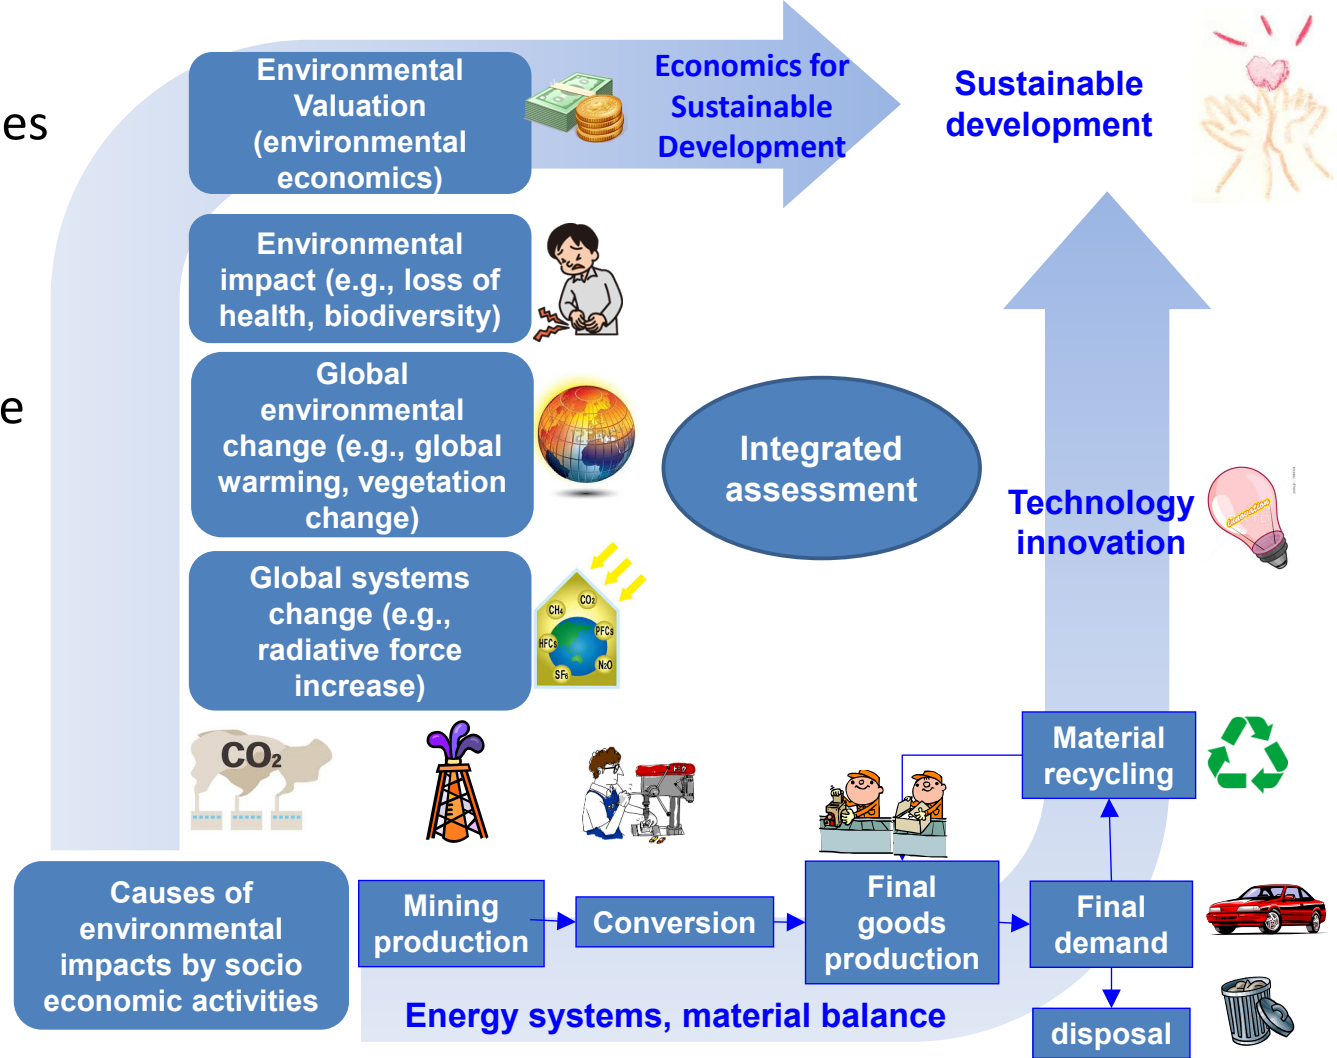 es
e
Environmental
Valuation
(environmental
economics)
Economics for
Sustainable
Development
Sustainable
development
Environmental
impact (e.g., loss of
health, biodiversity)
Global
environmental
change (e.g., global
warming, vegetation
change)
Integrated
assessment
Technology
innovation
innovation
Global systems
change (e.g.,
radiative force
increase)
CO₂
CH₄
PFCs
HFCs
N₂O
SF₆
CO₂
Material
recycling
Causes of
environmental
impacts by socio
economic activities
Mining
production
Conversion
Final
goods
production
Final
demand
Energy systems, material balance
disposal